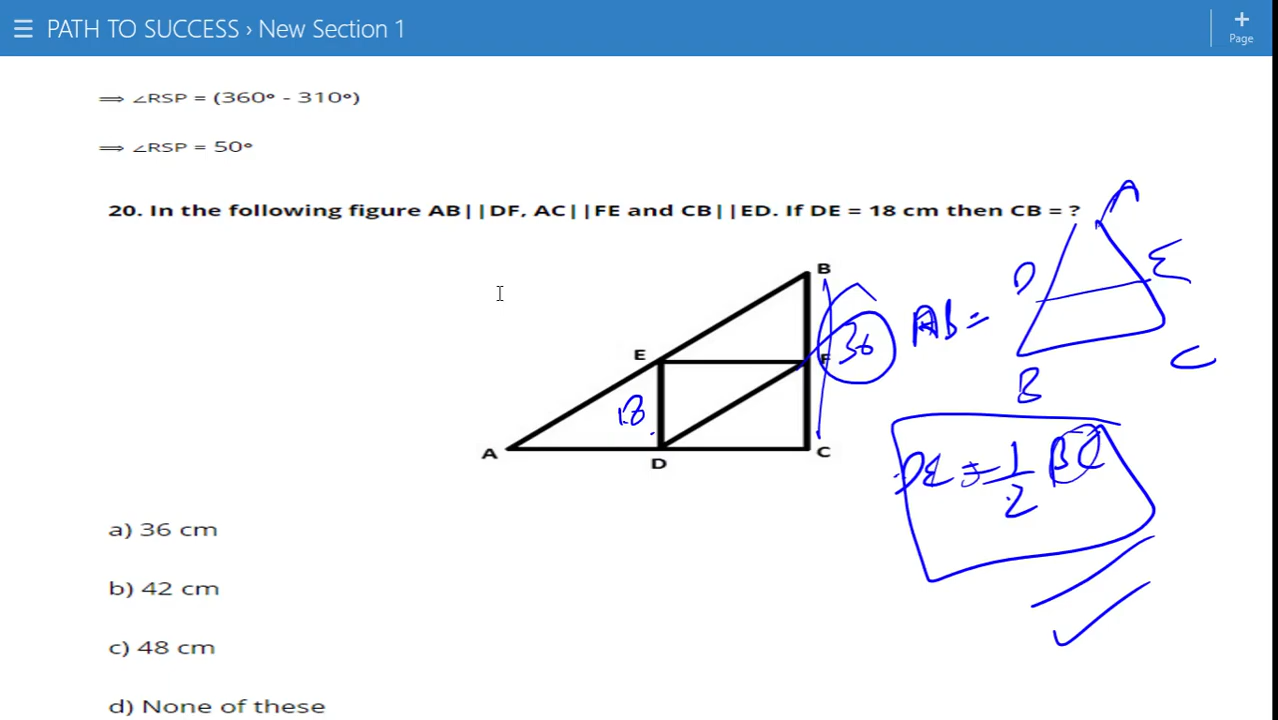 PATH TO SUCCESS › New Section 1
Page
⟹ ∠RSP = (360° - 310°)
⟹ ∠RSP = 50°
20. In the following figure AB||DF, AC||FE and CB||ED. If DE = 18 cm then CB = ?
B
E
F
A
D
C
18
36
AB =
A
D
E
B
C
DE = 1/2 BC
a) 36 cm
b) 42 cm
c) 48 cm
d) None of these